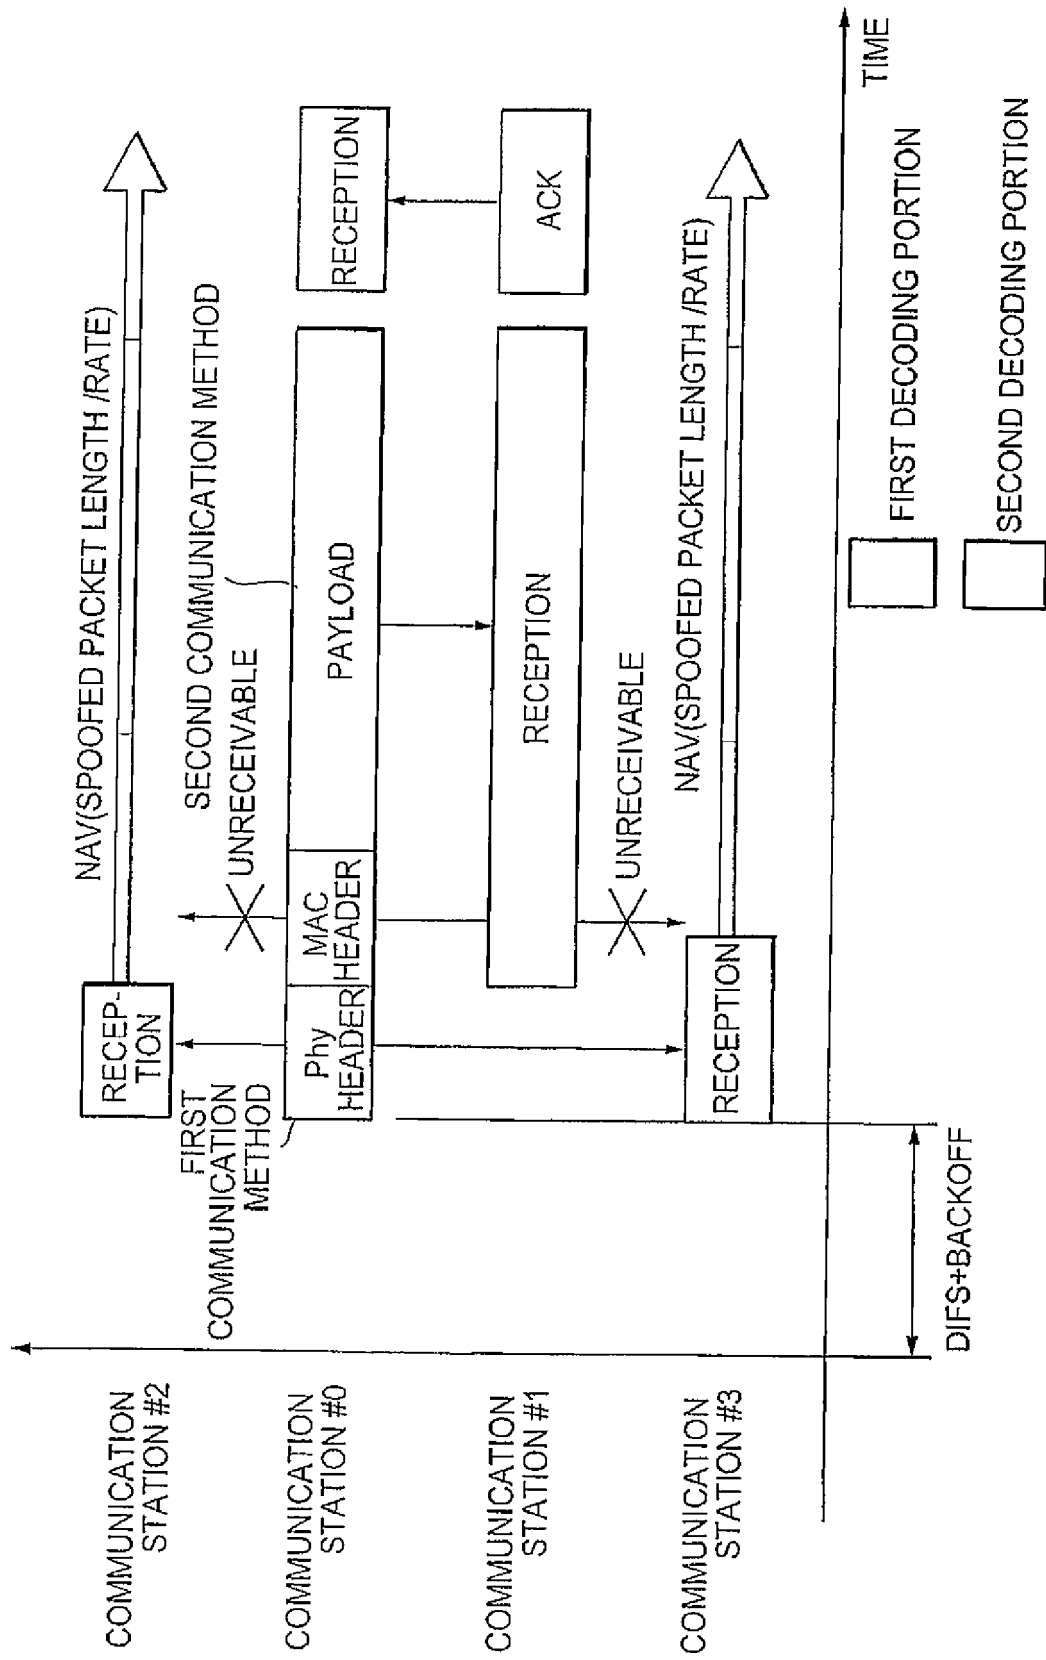 COMMUNICATION
STATION #2
RECEP-
TION
NAV(SPOOFED PACKET LENGTH /RATE)
FIRST
COMMUNICATION
METHOD
UNRECEIVABLE
SECOND COMMUNICATION METHOD
COMMUNICATION
STATION #0
Phy
HEADER
MAC
HEADER
PAYLOAD
RECEPTION
COMMUNICATION
STATION #1
RECEPTION
ACK
UNRECEIVABLE
NAV(SPOOFED PACKET LENGTH /RATE)
COMMUNICATION
STATION #3
RECEPTION
TIME
DIFS+BACKOFF
FIRST DECODING PORTION
SECOND DECODING PORTION